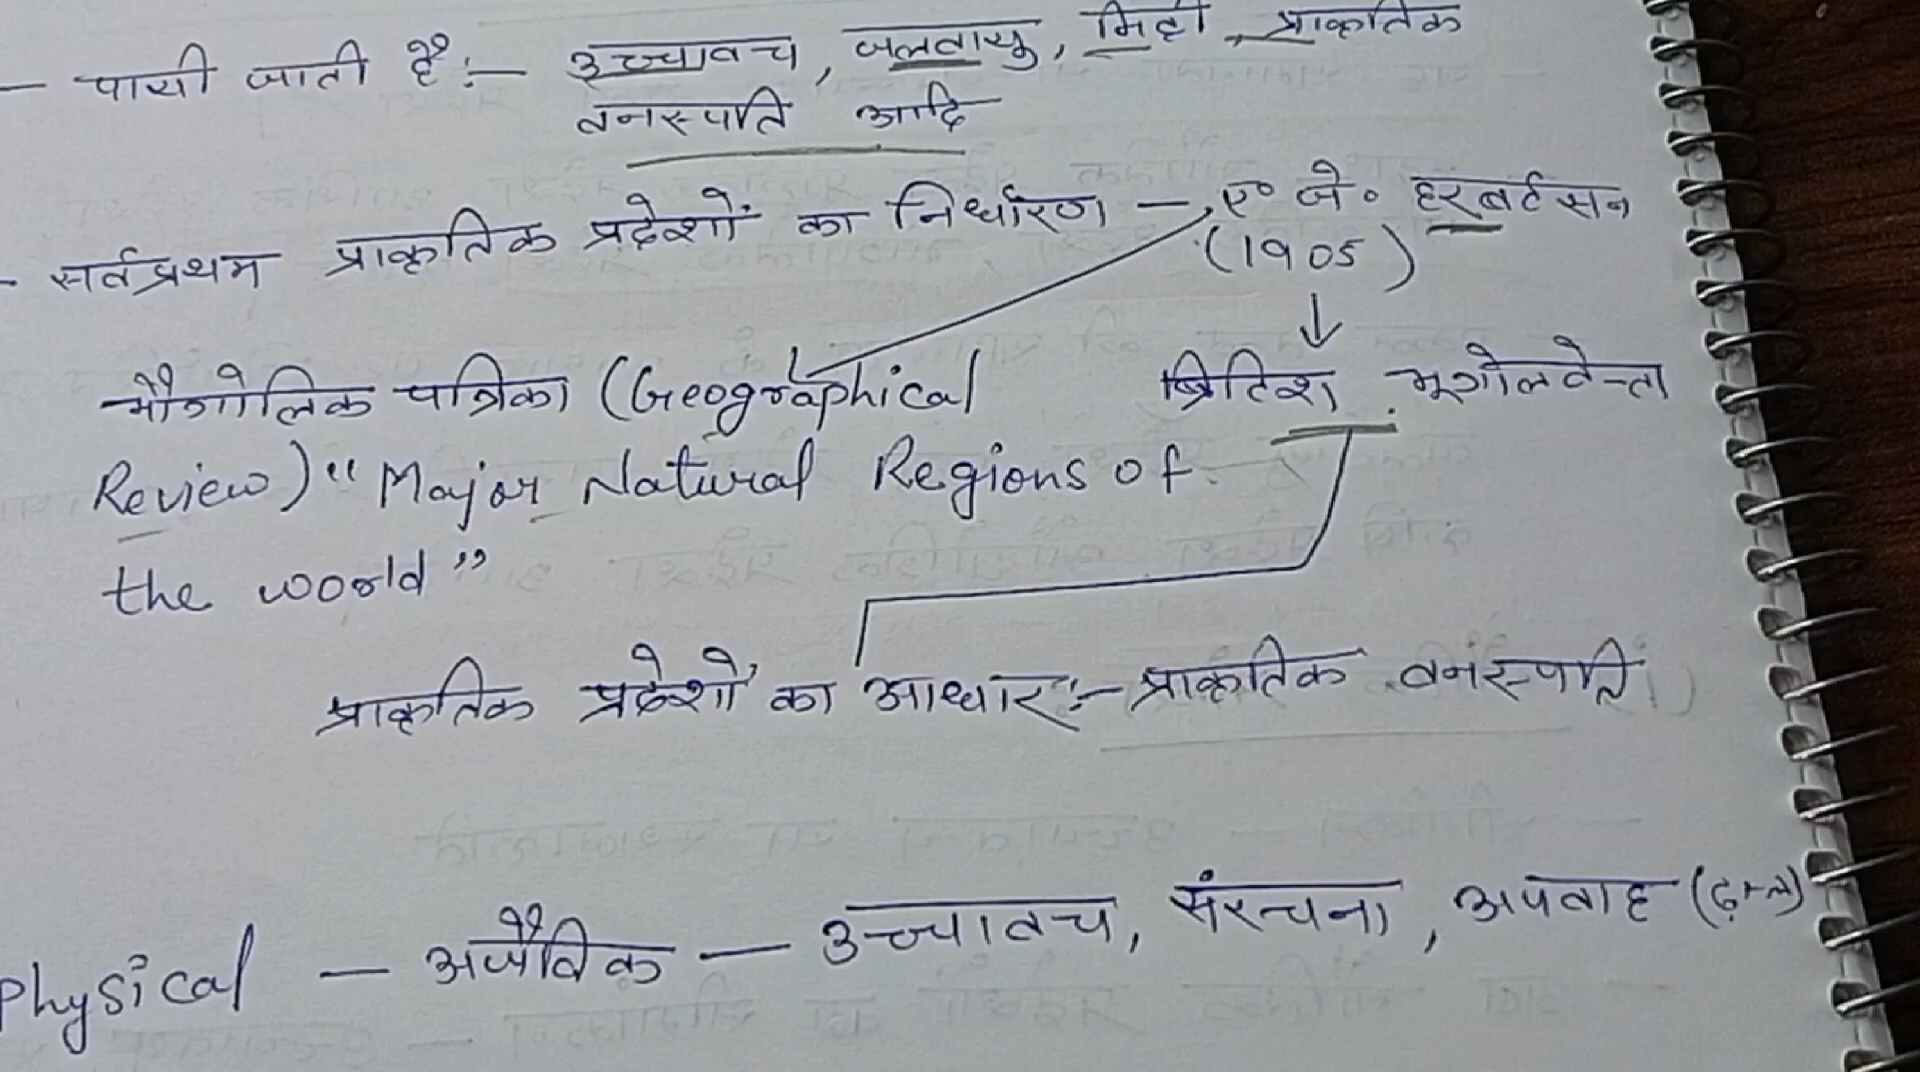 - पायी जाती है :- उच्चावच, जलवायु, मिट्टी, प्राकृतिक
वनस्पति आदि
- सर्वप्रथम प्राकृतिक प्रदेशों का निर्धारण - ए० जे० हरबर्टसन
(1905)
भौगोलिक पत्रिका (Geographical
ब्रिटिश भूगोलवेत्ता
Review) "Major Natural Regions of
the world"
प्राकृतिक प्रदेशों का आधार :- प्राकृतिक वनस्पति
Physical - अजैविक - उच्चावच, संरचना, अपवाह (ढ़ाल)